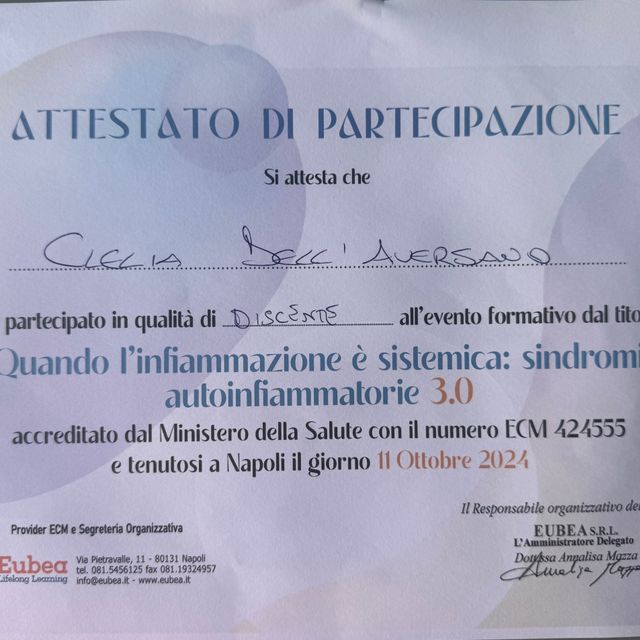 ATTESTATO DI PARTECIPAZIONE
Si attesta che
CLELIA DELL'AVERSANO
partecipato in qualità di DISCENTE all'evento formativo dal tito
Quando l'infiammazione è sistemica: sindromi
autoinfiammatorie 3.0
accreditato dal Ministero della Salute con il numero ECM 424555
e tenutosi a Napoli il giorno 11 Ottobre 2024
Il Responsabile organizzativo del
EUBEA S.R.L.
L'Amministratore Delegato
Dott.ssa Annalisa Mazza
Provider ECM e Segreteria Organizzativa
Eubea
Lifelong Learning
Via Pietravalle, 11 - 80131 Napoli
tel. 081.5456125 fax 081.19324957
info@eubea.it - www.eubea.it